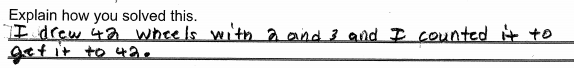 Explain how you solved this.
I drew 42 wheels with 2 and 3 and I counted it to
get it to 42.